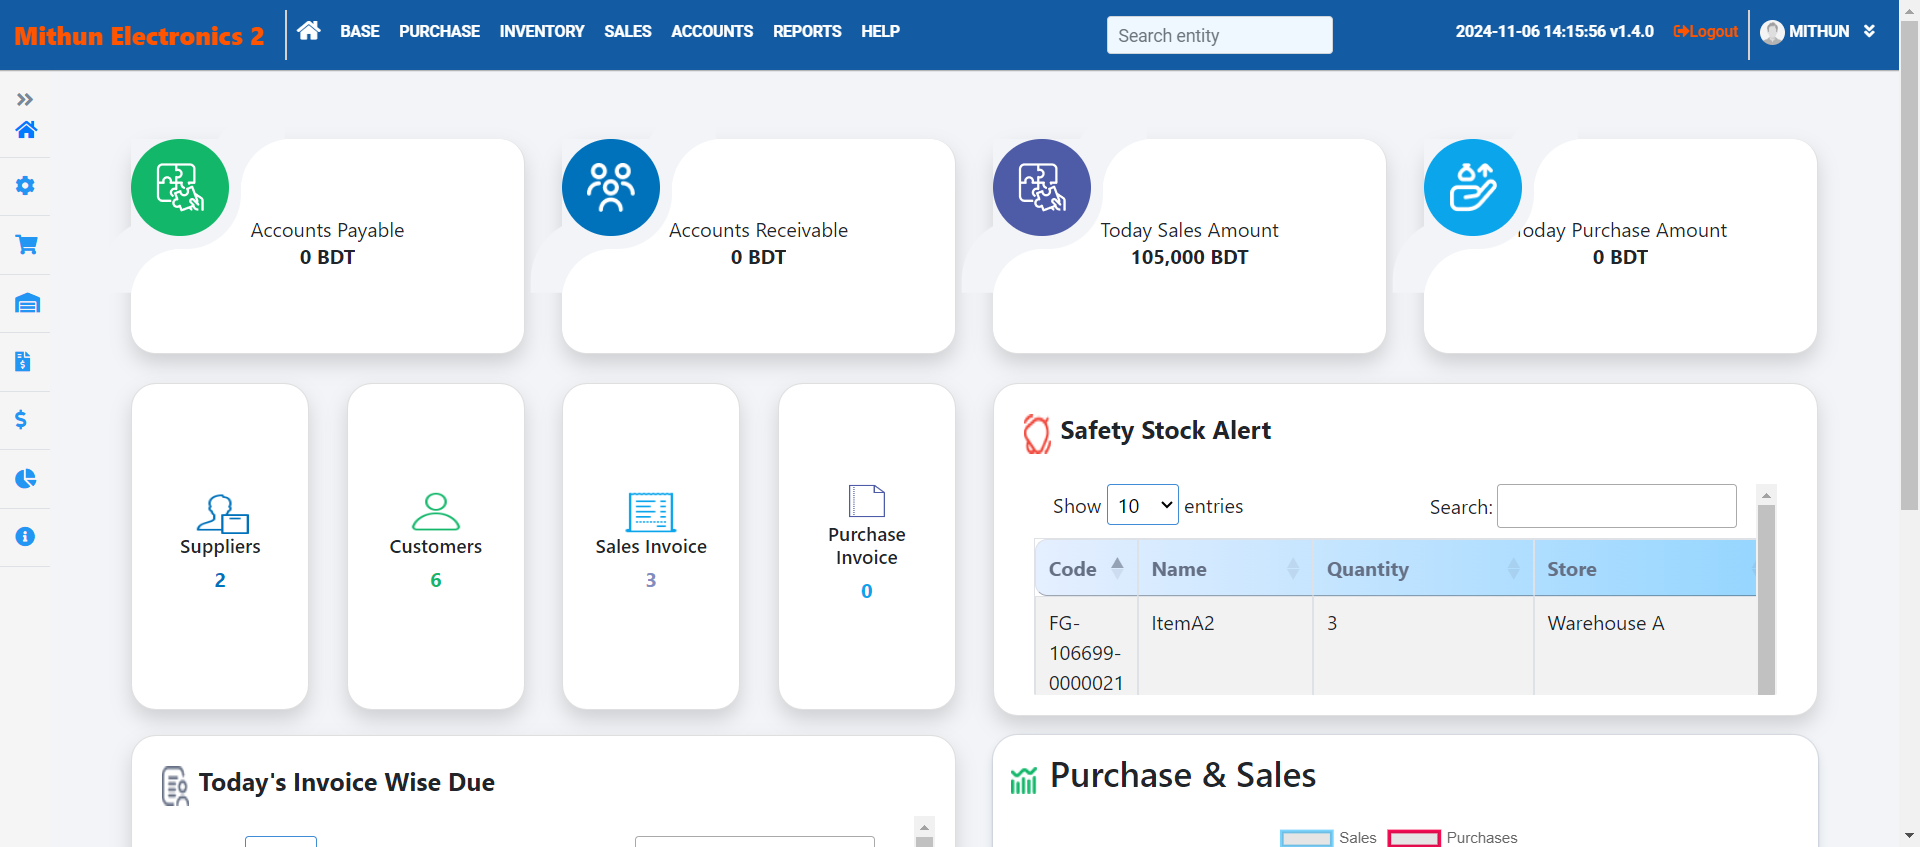 Mithun Electronics 2
BASE PURCHASE INVENTORY SALES ACCOUNTS REPORTS HELP
Search entity
2024-11-06 14:15:56 v1.4.0
Logout
MITHUN
Accounts Payable
0 BDT
Accounts Receivable
0 BDT
Today Sales Amount
105,000 BDT
Today Purchase Amount
0 BDT
Suppliers
2
Customers
6
Sales Invoice
3
Purchase
Invoice
0
Safety Stock Alert
Show 10 entries
Search:
Code Name Quantity Store
FG-
106699-
0000021
ItemA2
3
Warehouse A
Today's Invoice Wise Due
Purchase & Sales
Sales
Purchases